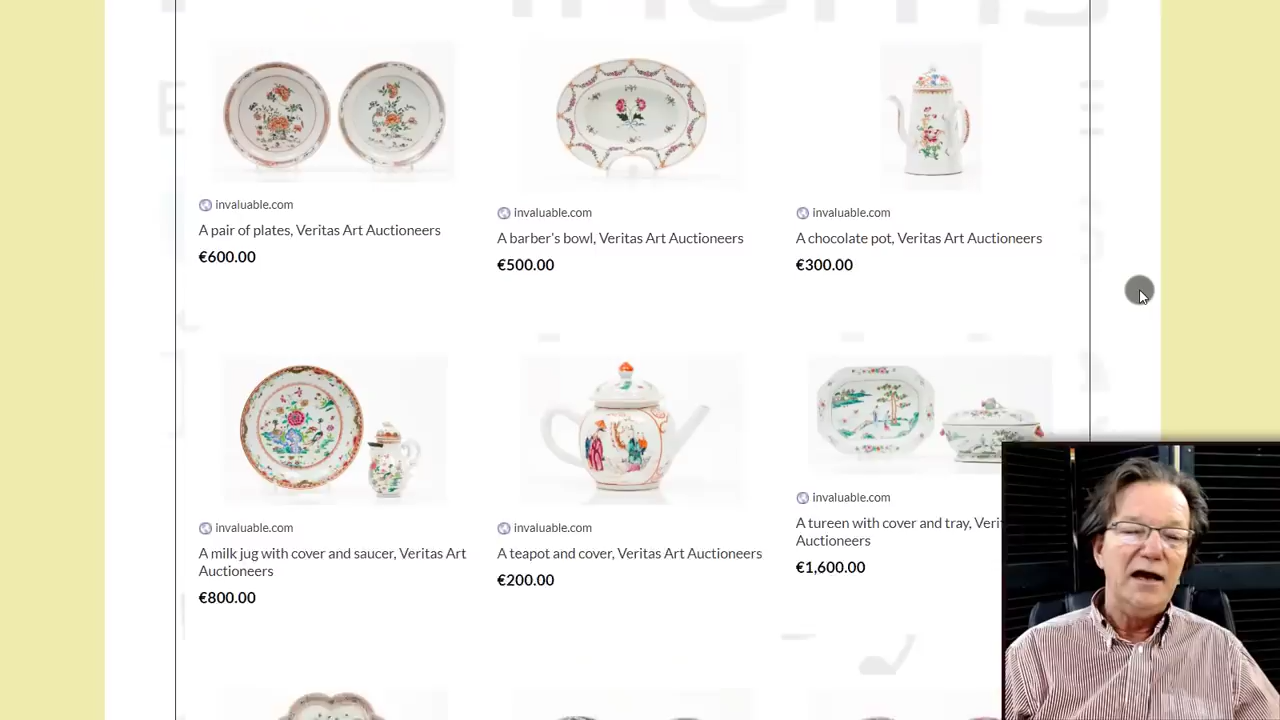 invaluable.com
A pair of plates, Veritas Art Auctioneers
€600.00
invaluable.com
A barber's bowl, Veritas Art Auctioneers
€500.00
invaluable.com
A chocolate pot, Veritas Art Auctioneers
€300.00
invaluable.com
A milk jug with cover and saucer, Veritas Art
Auctioneers
€800.00
invaluable.com
A teapot and cover, Veritas Art Auctioneers
€200.00
invaluable.com
A tureen with cover and tray,
Auctioneers
€1,600.00